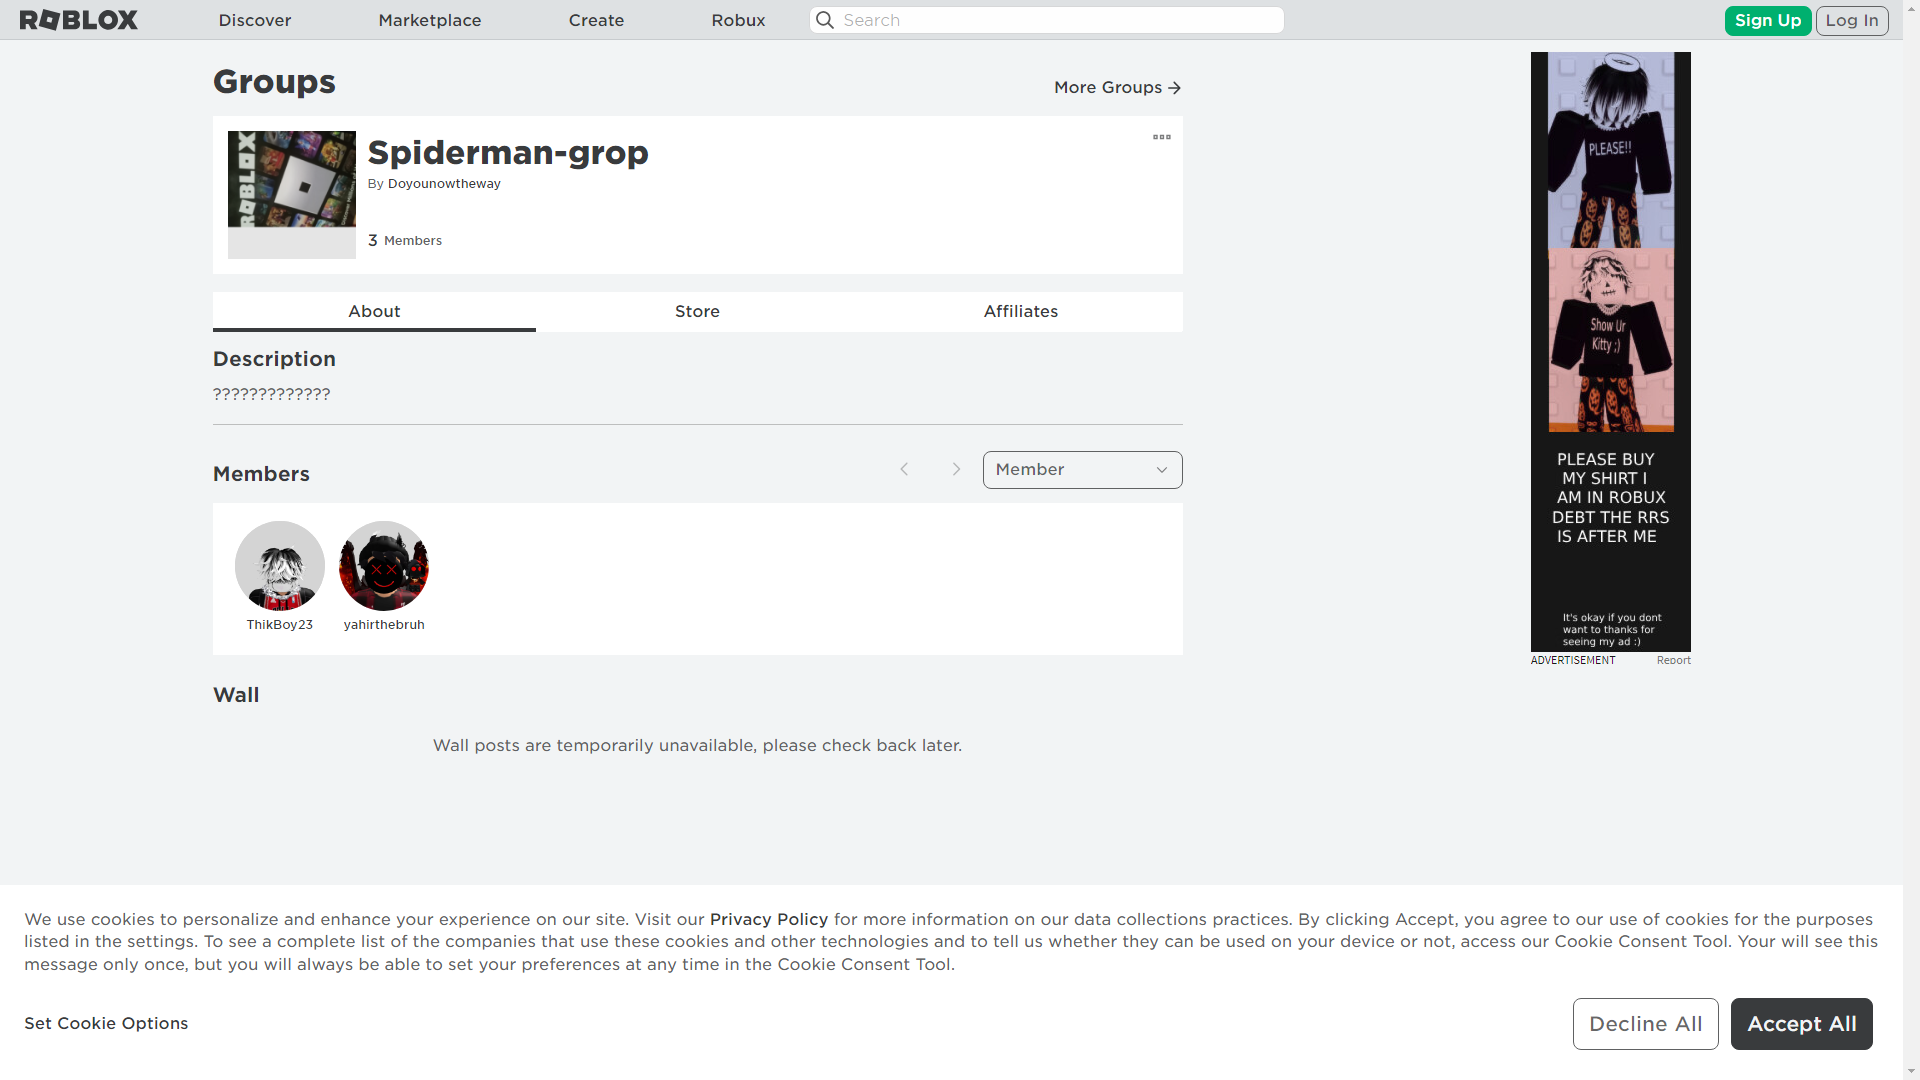 ROBLOX
Discover
Marketplace
Create
Robux
Search
Sign Up
Log In
Groups
More Groups
ROBLOX
Spiderman-grop
By Doyounowtheway
3 Members
About
Store
Affiliates
Description
?????????????
Members
Member
ThikBoy23
yahirthebruh
Wall
Wall posts are temporarily unavailable, please check back later.
PLEASE!!
Show Ur
Kitty ;)
PLEASE BUY
MY SHIRT I
AM IN ROBUX
DEBT THE RRS
IS AFTER ME
It's okay if you dont
want to thanks for
seeing my ad :)
ADVERTISEMENT
Report
We use cookies to personalize and enhance your experience on our site. Visit our Privacy Policy for more information on our data collections practices. By clicking Accept, you agree to our use of cookies for the purposes
listed in the settings. To see a complete list of the companies that use these cookies and other technologies and to tell us whether they can be used on your device or not, access our Cookie Consent Tool. Your will see this
message only once, but you will always be able to set your preferences at any time in the Cookie Consent Tool.
Set Cookie Options
Decline All
Accept All